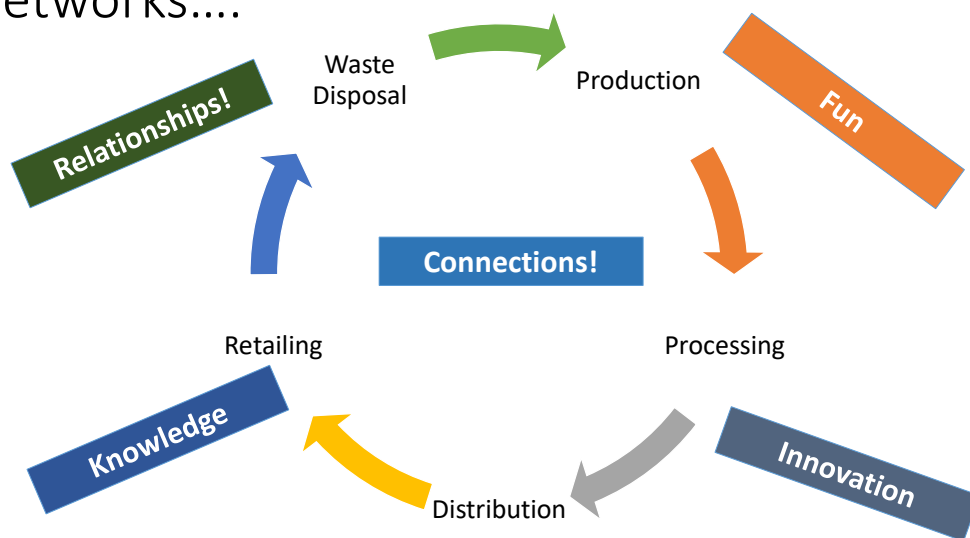 etworks....
Waste
Disposal
Production
Relationships!
Fun
Connections!
Retailing
Processing
Knowledge
Innovation
Distribution